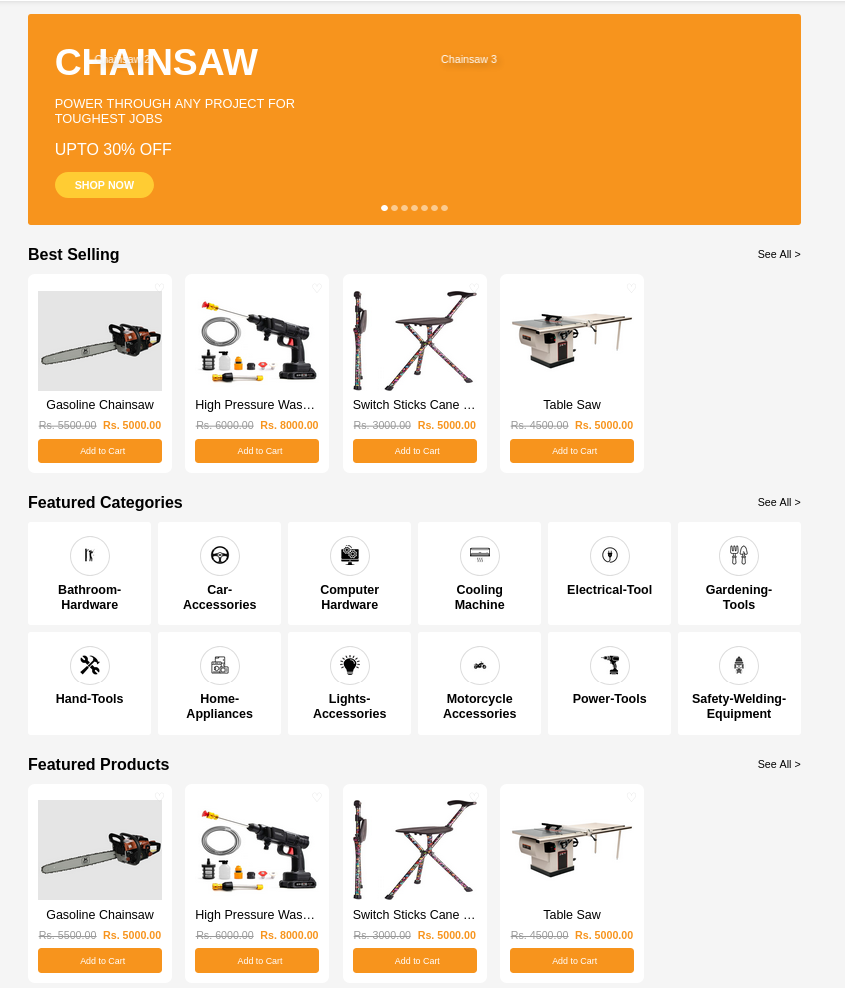 CHAINSAW
Chainsaw 2
Chainsaw 3
POWER THROUGH ANY PROJECT FOR
TOUGHEST JOBS
UPTO 30% OFF
SHOP NOW
Best Selling
See All >
Gasoline Chainsaw
High Pressure Was...
Switch Sticks Cane ...
Table Saw
Rs. 5500.00 Rs. 5000.00
Rs. 6000.00 Rs. 8000.00
Rs. 3000.00 Rs. 5000.00
Rs. 4500.00 Rs. 5000.00
Add to Cart
Add to Cart
Add to Cart
Add to Cart
Featured Categories
See All >
Bathroom-
Hardware
Car-
Accessories
Computer
Hardware
Cooling
Machine
Electrical-Tool
Gardening-
Tools
Hand-Tools
Home-
Appliances
Lights-
Accessories
Motorcycle
Accessories
Power-Tools
Safety-Welding-
Equipment
Featured Products
See All >
Gasoline Chainsaw
High Pressure Was...
Switch Sticks Cane ...
Table Saw
Rs. 5500.00 Rs. 5000.00
Rs. 6000.00 Rs. 8000.00
Rs. 3000.00 Rs. 5000.00
Rs. 4500.00 Rs. 5000.00
Add to Cart
Add to Cart
Add to Cart
Add to Cart